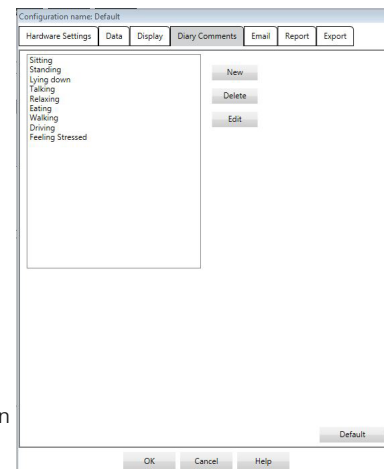 Configuration name: Default
Hardware Settings Data Display Diary Comments Email Report Export
Sitting
Standing
Lying down
Talking
Relaxing
Eating
Walking
Driving
Feeling Stressed
New
Delete
Edit
n
Default
OK Cancel Help